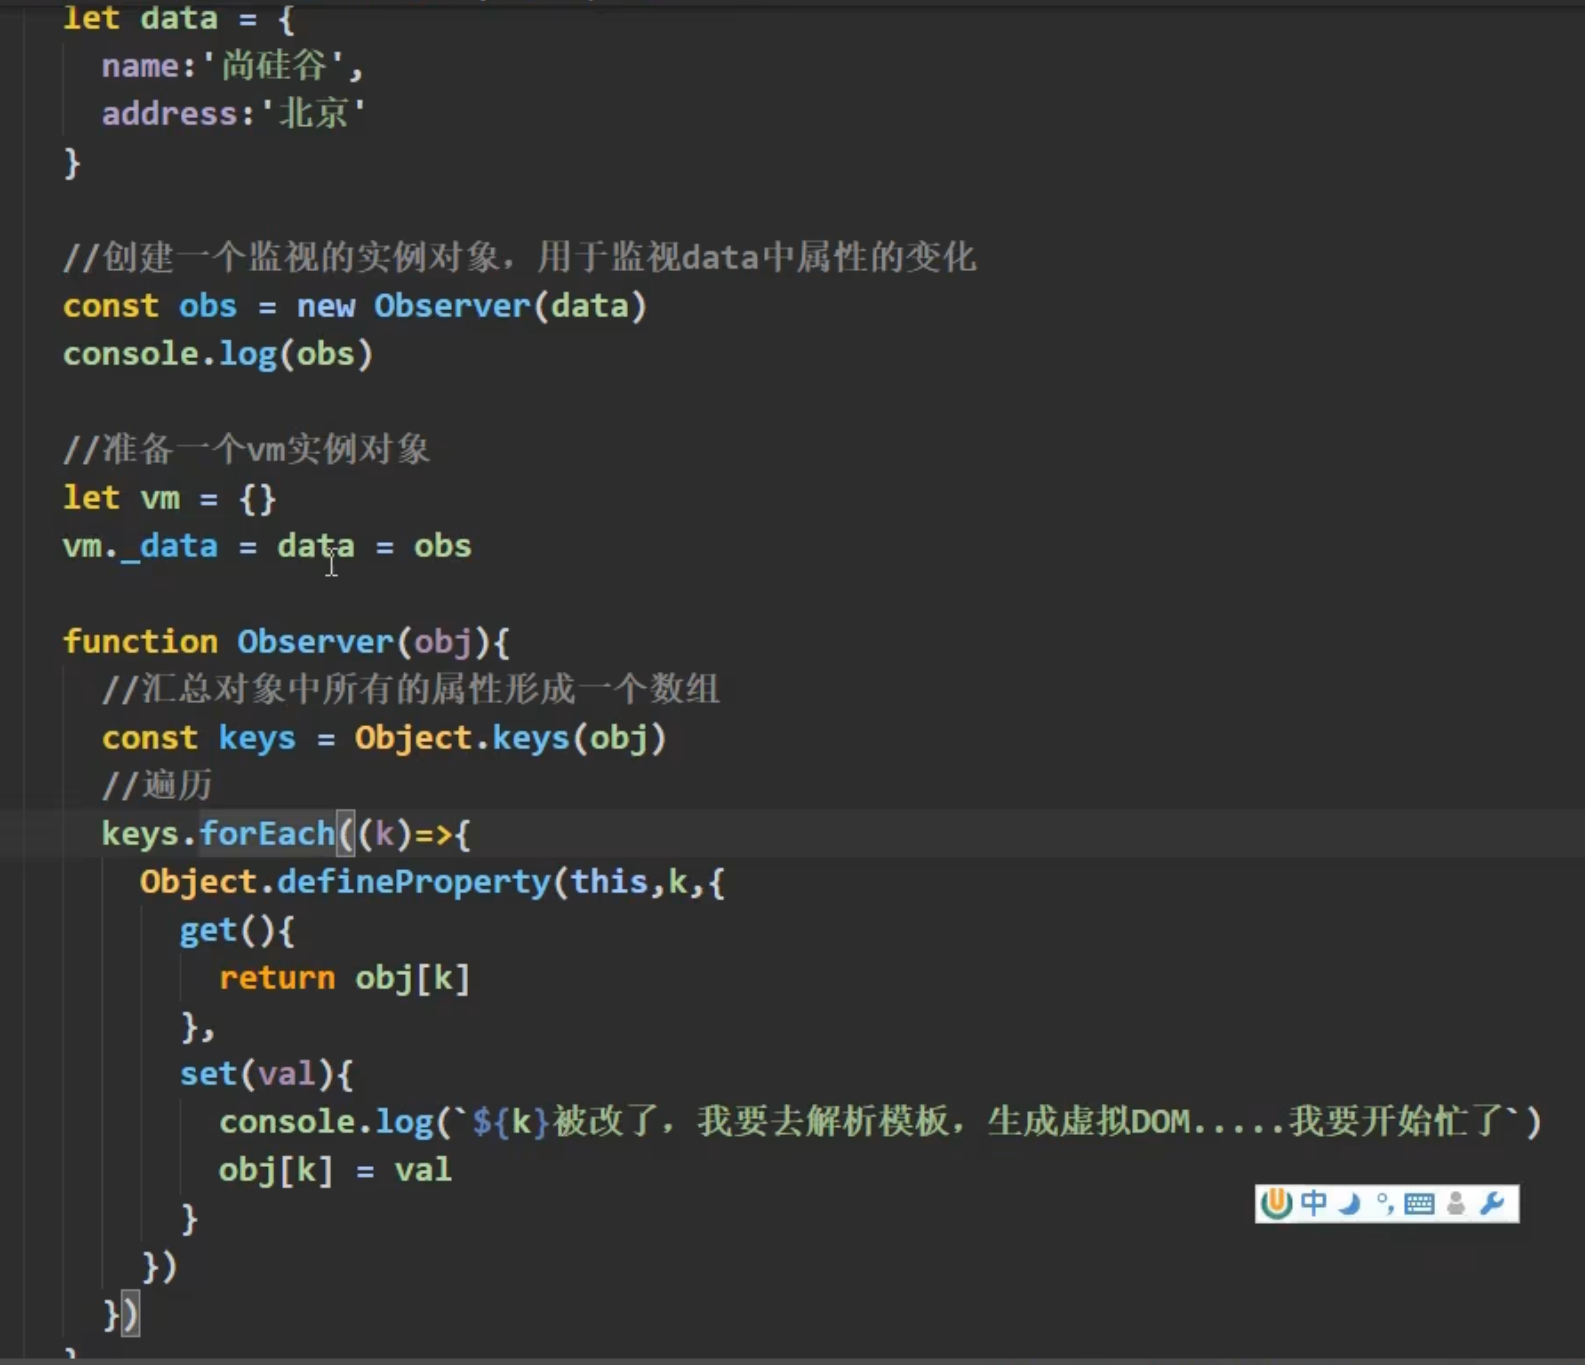 let data = {
name:'尚硅谷',
address:'北京'
}
//创建一个监视的实例对象，用于监视data中属性的变化
const obs = new Observer(data)
console.log(obs)
//准备一个vm实例对象
let vm = {}
vm._data = data = obs
function Observer(obj){
//汇总对象中所有的属性形成一个数组
const keys = Object.keys(obj)
//遍历
keys.forEach((k)=>{
Object.defineProperty(this,k,{
get(){
return obj[k]
},
set(val){
console.log(`${k}被改了，我要去解析模板，生成虚拟DOM.....我要开始忙了`)
obj[k] = val
}
})
})
}
中